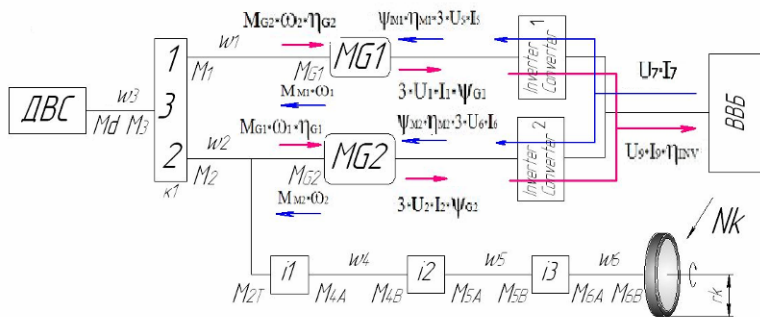 MG2·ω2·ηG2
ψM1·ηM1·3·U5·I5
w1
1
M1
MG1
MG1
3·U1·I1·ψG1
Inverter
Converter 1
U7·I7
ДВС
w3
Md M3
3
MM1·ω1
MG1·ω1·ηG1
ψM2·ηM2·3·U6·I6
ВВБ
w2
2
M2
к1
MG2
MG2
3·U2·I2·ψG2
Inverter
Converter 2
U9·I9·ηINV
MM2·ω2
Nk
i1
w4
i2
w5
i3
w6
M2T
M4A
M4B
M5A
M5B
M6A
M6B
rk